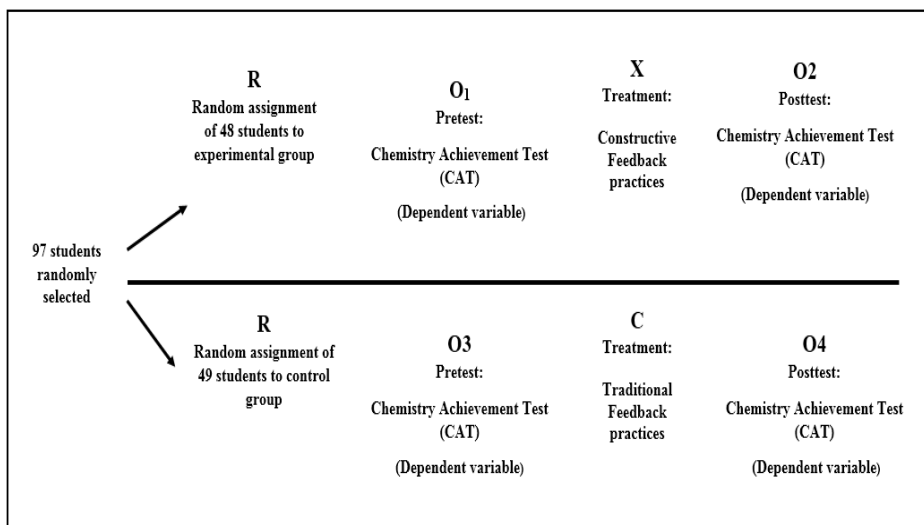 R
Random assignment
of 48 students to
experimental group
O1
Pretest:
Chemistry Achievement Test
(CAT)
(Dependent variable)
X
Treatment:
Constructive
Feedback
practices
O2
Posttest:
Chemistry Achievement Test
(CAT)
(Dependent variable)
97 students
randomly
selected
R
Random assignment of
49 students to control
group
O3
Pretest:
Chemistry Achievement Test
(CAT)
(Dependent variable)
C
Treatment:
Traditional
Feedback
practices
O4
Posttest:
Chemistry Achievement Test
(CAT)
(Dependent variable)